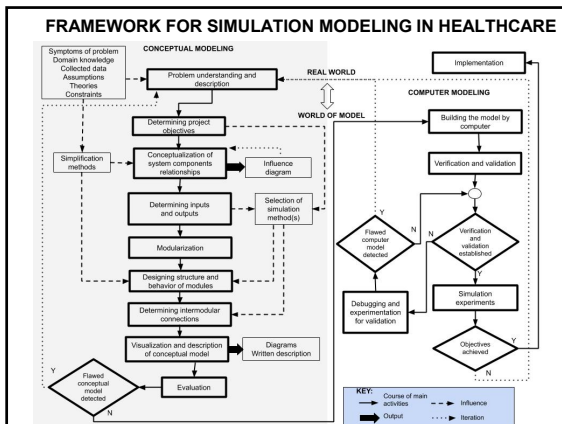 FRAMEWORK FOR SIMULATION MODELING IN HEALTHCARE
CONCEPTUAL MODELING
Symptoms of problem
Domain knowledge
Collected data
Assumptions
Theories
Constraints
Problem understanding and
description
REAL WORLD
WORLD OF MODEL
Determining project
objectives
Simplification
methods
Conceptualization of
system components
relationships
Influence
diagram
Determining inputs
and outputs
Selection of
simulation
method(s)
Modularization
Designing structure and
behavior of modules
Determining intermodular
connections
Visualization and description
of conceptual model
Diagrams
Written description
Y
Flawed
conceptual
model
detected
N
Evaluation
Implementation
COMPUTER MODELING
Building the model by
computer
Verification and validation
Y
Flawed
computer
model
detected
N
N
Verification
and
validation
established
Y
Debugging and
experimentation
for validation
Simulation
experiments
Objectives
achieved
Y
N
KEY:
Course of main
activities
Influence
Output
Iteration